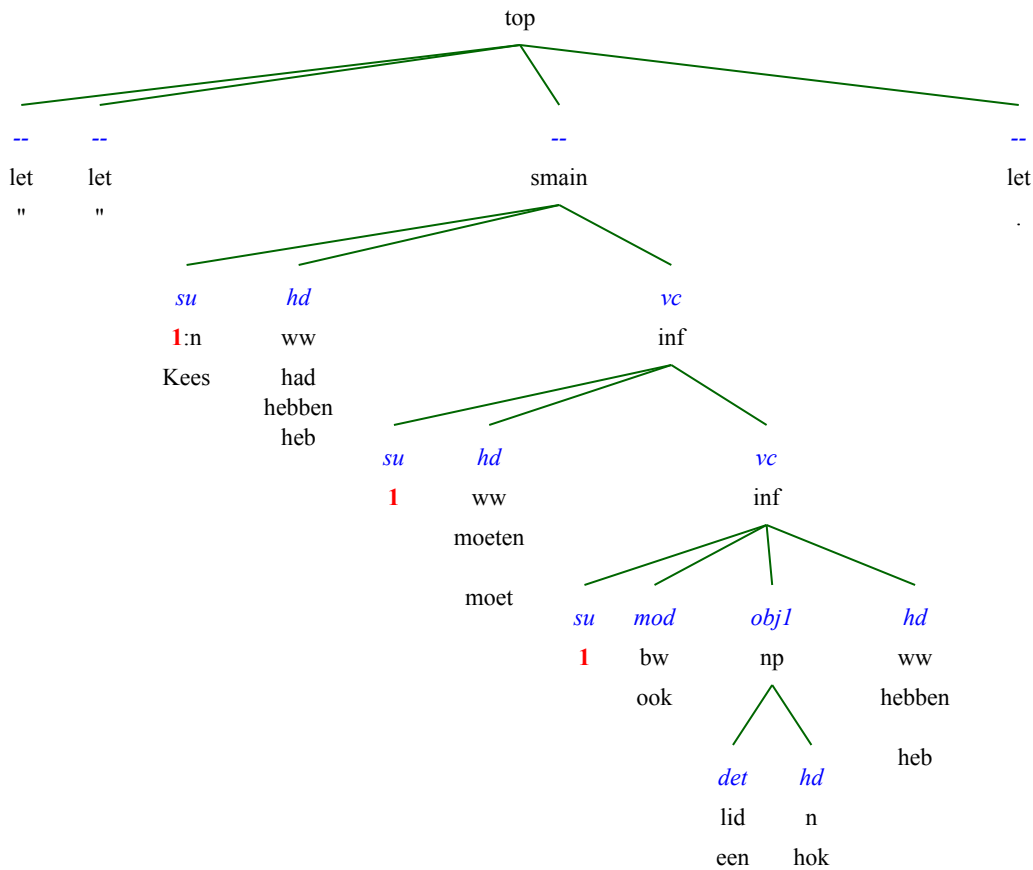 top
-- -- -- --
let let smain let
" " .
su hd vc
1:n ww inf
Kees had
hebben
heb
su hd vc
1 ww inf
moeten
moet
su mod obj1 hd
1 bw np ww
ook hebben
heb
det hd
lid n
een hok